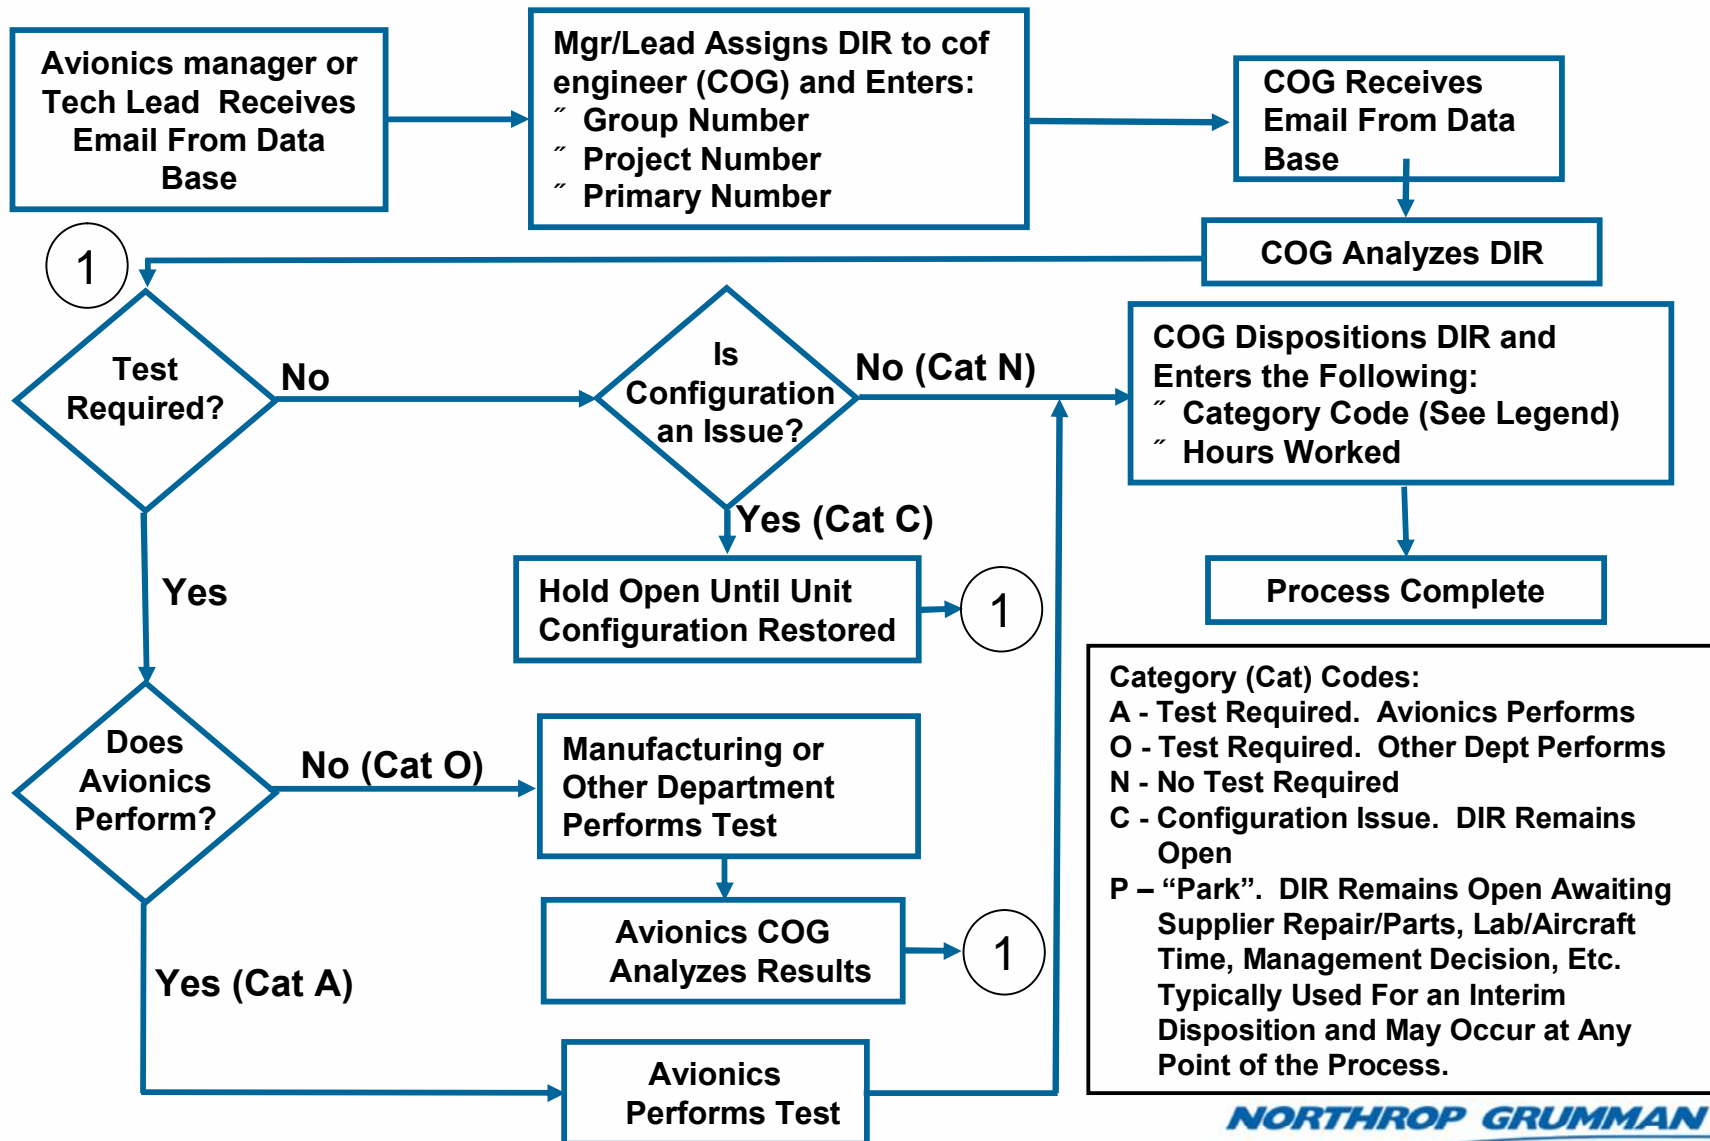 Avionics manager or
Tech Lead  Receives
Email From Data
Base
Mgr/Lead Assigns DIR to cof
engineer (COG) and Enters:
˝ Group Number
˝ Project Number
˝ Primary Number
COG Receives
Email From Data
Base
COG Analyzes DIR
1
Test
Required?
No
Is
Configuration
an Issue?
No (Cat N)
COG Dispositions DIR and
Enters the Following:
˝ Category Code (See Legend)
˝ Hours Worked
Yes (Cat C)
Process Complete
Hold Open Until Unit
Configuration Restored
1
Yes
Does
Avionics
Perform?
No (Cat O)
Manufacturing or
Other Department
Performs Test
Avionics COG
Analyzes Results
1
Yes (Cat A)
Avionics
Performs Test
Category (Cat) Codes:
A - Test Required.  Avionics Performs
O - Test Required.  Other Dept Performs
N - No Test Required
C - Configuration Issue.  DIR Remains
Open
P – “Park”.  DIR Remains Open Awaiting
Supplier Repair/Parts, Lab/Aircraft
Time, Management Decision, Etc.
Typically Used For an Interim
Disposition and May Occur at Any
Point of the Process.
NORTHROP GRUMMAN